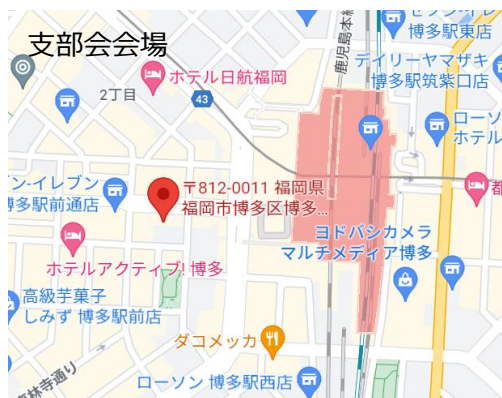 支部会会場
セブン-イレ
博多駅東店
鹿児島本線
デイリーヤマザキ
博多駅筑紫口店
ホテル日航福岡
2丁目
43
ローソ
ホテル
〒812-0011 福岡県
福岡市博多区博多...
ン-イレブン
博多駅前通店
都
ヨドバシカメラ
マルチメディア博多
ホテルアクティブ! 博多
高級芋菓子
しみず 博多駅前店
ダコメッカ
ローソン 博多駅西店
林寺通り